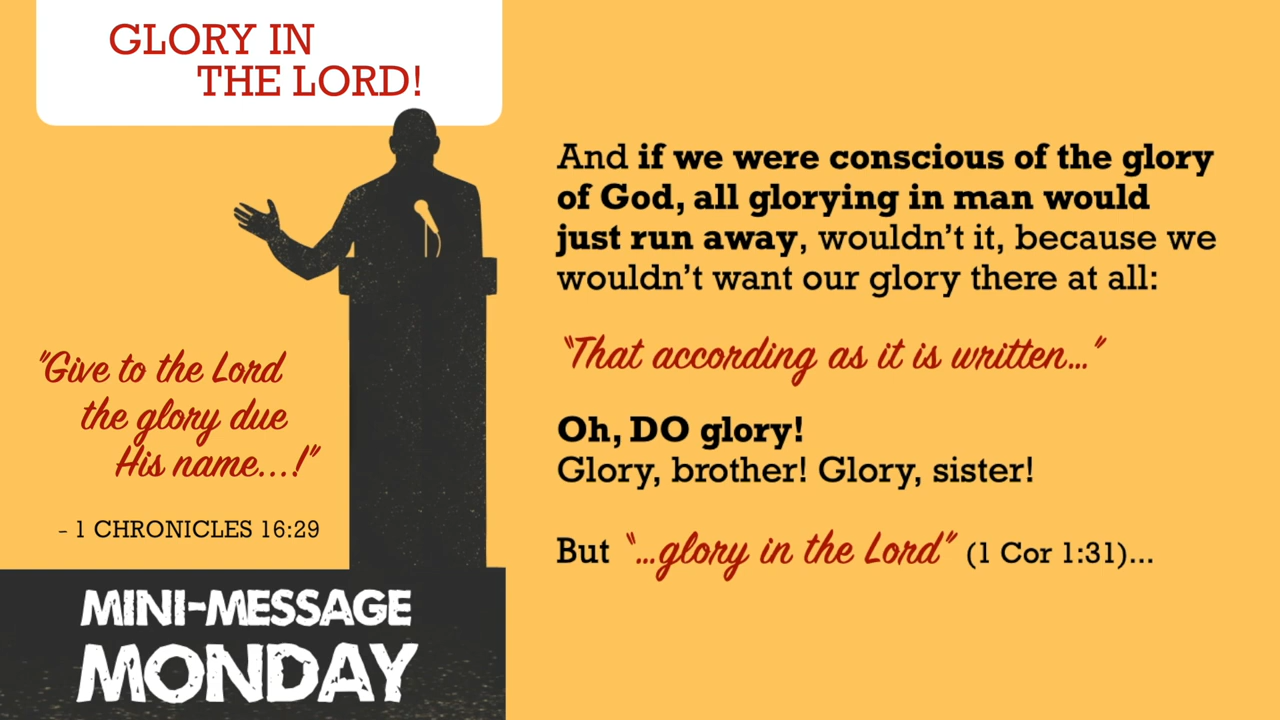 GLORY IN
THE LORD!
"Give to the Lord
the glory due
His name...!"
– 1 CHRONICLES 16:29
MINI-MESSAGE
MONDAY
And if we were conscious of the glory
of God, all glorying in man would
just run away, wouldn't it, because we
wouldn't want our glory there at all:
"That according as it is written..."
Oh, DO glory!
Glory, brother! Glory, sister!
But "...glory in the Lord" (1 Cor 1:31)...